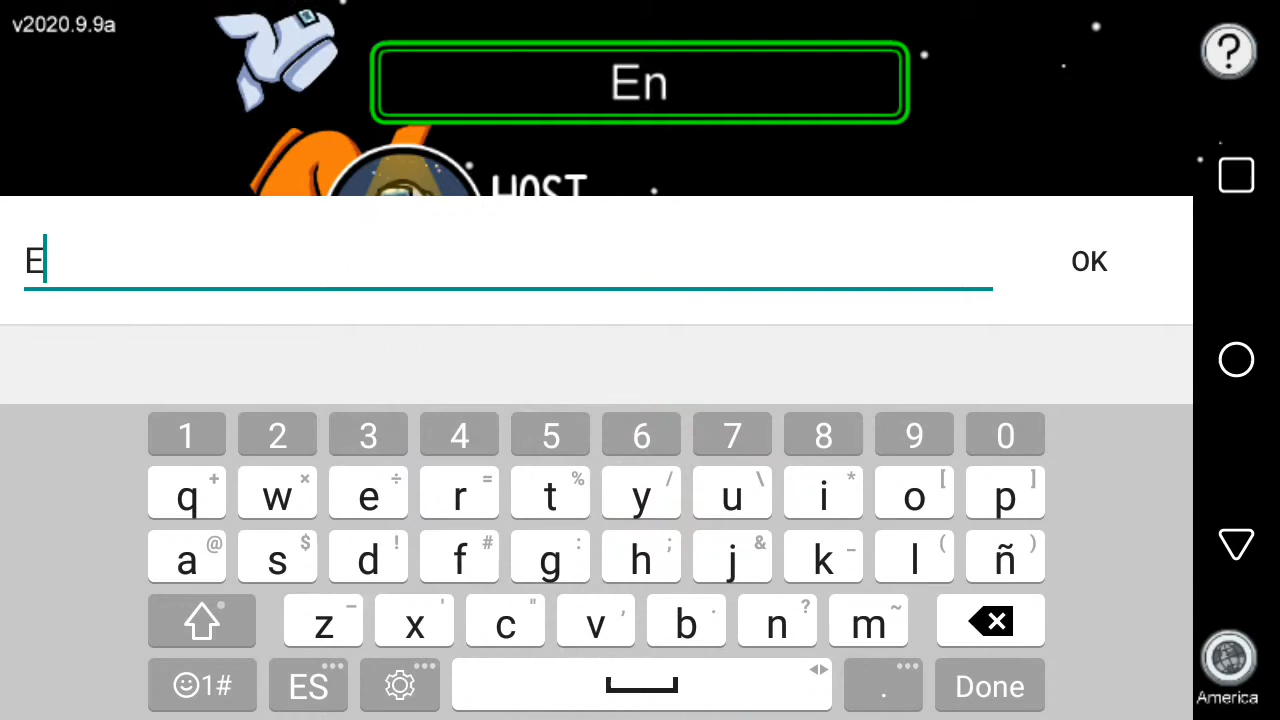 v2020.9.9a
En
?
HOST
E
OK
1 2 3 4 5 6 7 8 9 0
q + w × e ÷ r = t % y / u \ i * o [ p ]
a @ s $ d ! f # g : h ; j & k _ l ( ñ )
z – x ' c " v , b . n ? m ~
1# ES . Done
America